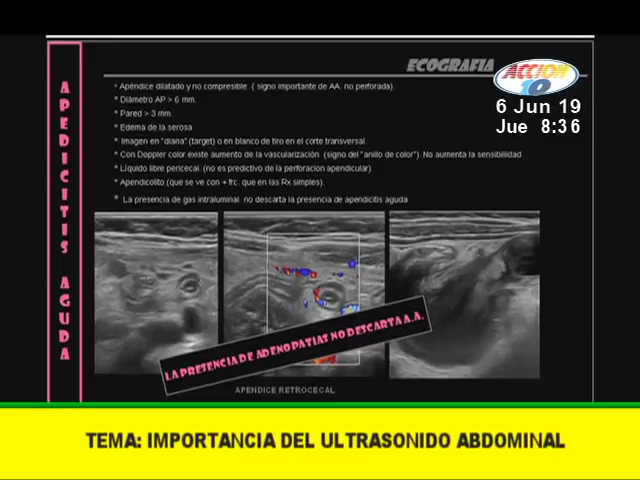 ECOGRAFIA
ACCION
10
6 Jun 19
Jue 8:36
APEDICITIS AGUDA
* Apéndice dilatado y no compresible ( signo importante de AA. no perforada).
* Diámetro AP > 6 mm.
* Pared > 3 mm.
* Edema de la serosa
* Imagen en "diana" (target) o en blanco de tiro en el corte transversal.
* Con Doppler color existe aumento de la vascularización (signo del "anillo de color"). No aumenta la sensibilidad
* Líquido libre pericecal. (no es predictivo de la perforacion apendicular)
* Apendicolito (que se ve con + frc. que en las Rx simples).
* La presencia de gas intraluminal no descarta la presencia de apendicitis aguda
LA PRESENCIA DE ADENOPATIAS NO DESCARTA A.A.
APENDICE RETROCECAL
TEMA: IMPORTANCIA DEL ULTRASONIDO ABDOMINAL